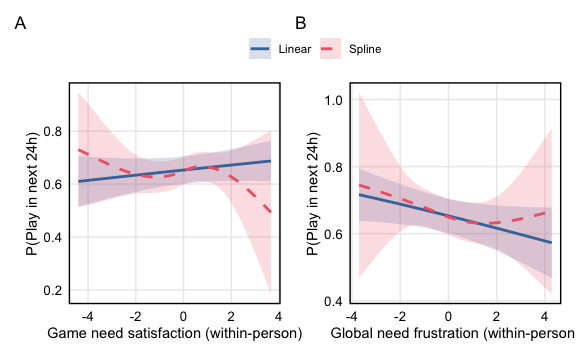 A
B
Linear
Spline
P(Play in next 24h)
0.8
0.6
0.4
0.2
-4 -2 0 2 4
Game need satisfaction (within-person)
P(Play in next 24h)
1.0
0.8
0.6
0.4
-4 -2 0 2 4
Global need frustration (within-person